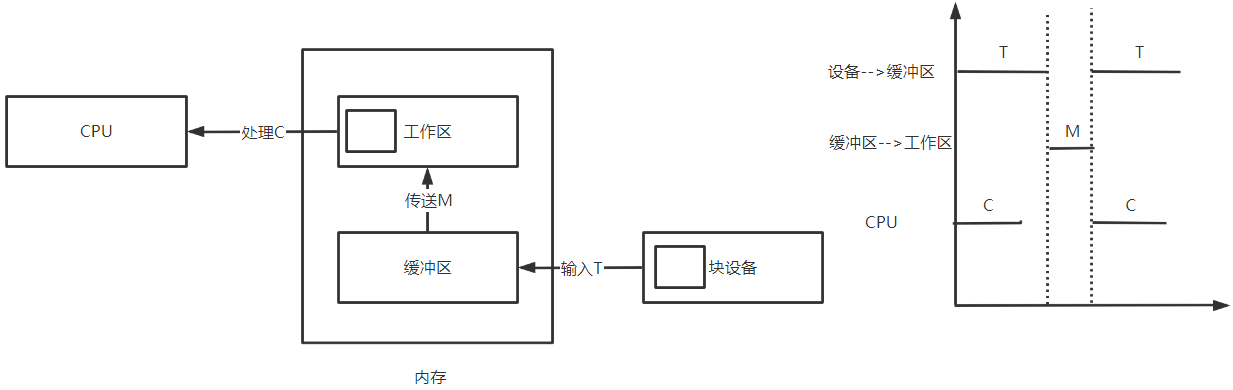 CPU
处理C
工作区
传送M
缓冲区
输入T
块设备
内存
T
T
设备-->缓冲区
M
缓冲区-->工作区
C
C
CPU